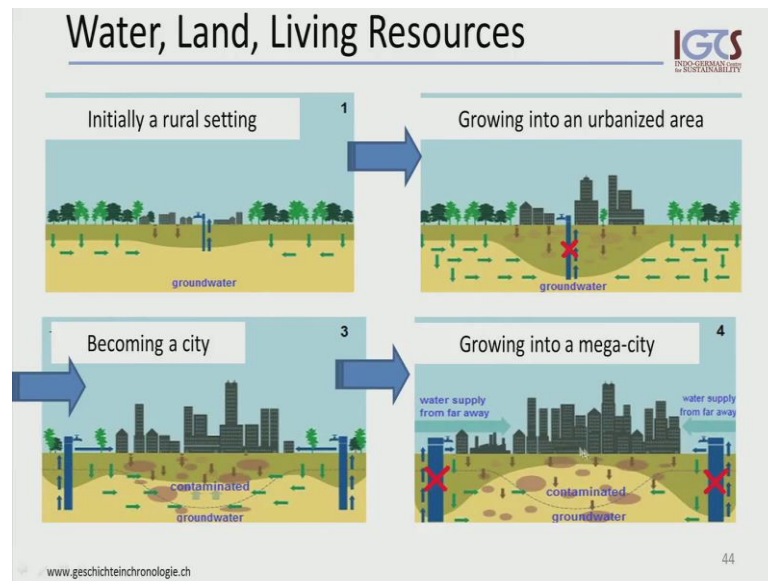 Water, Land, Living Resources
IGCS
INDO-GERMAN Centre
for SUSTAINABILITY
Initially a rural setting
1
groundwater
Growing into an urbanized area
groundwater
Becoming a city
3
contaminated
groundwater
Growing into a mega-city
4
water supply
from far away
water supply
from far away
contaminated
groundwater
www.geschichteinchronologie.ch
44